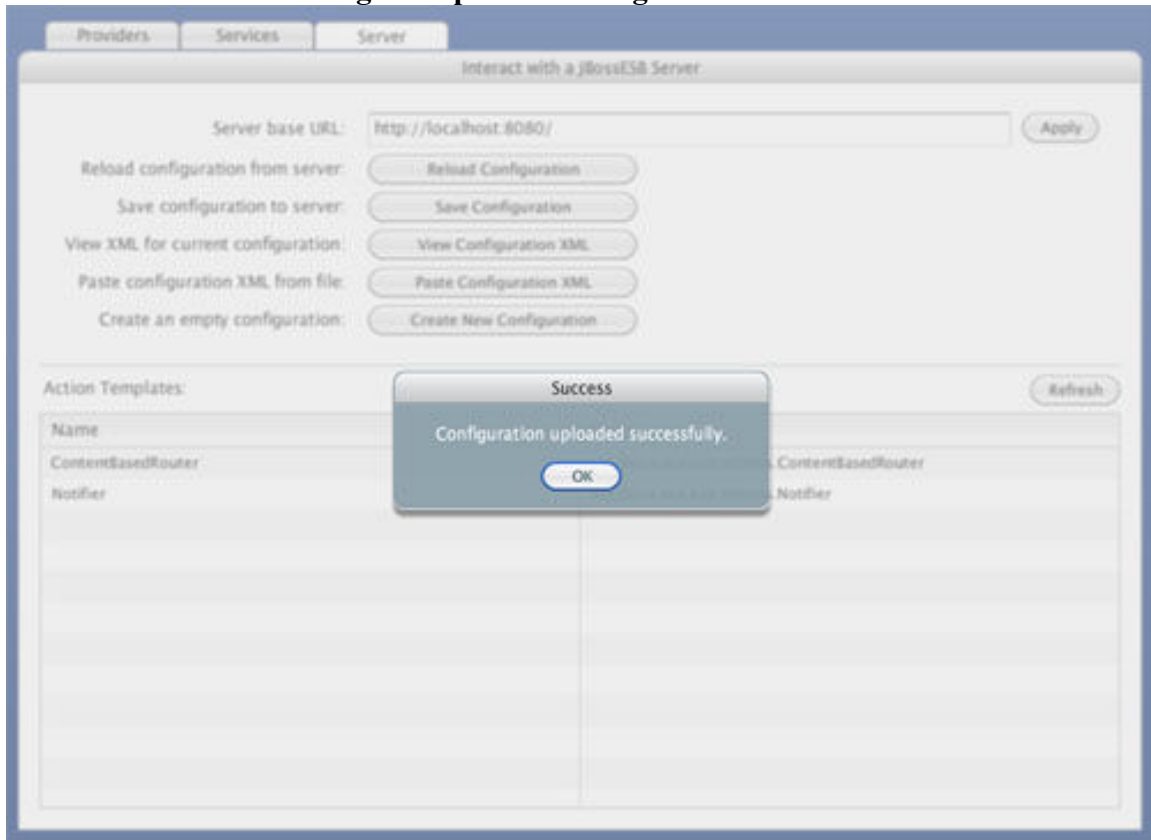 Providers Services Server
Interact with a JBossESB Server
Server base URL: http://localhost:8080/ Apply
Reload configuration from server: Reload Configuration
Save configuration to server: Save Configuration
View XML for current configuration: View Configuration XML
Paste configuration XML from file: Paste Configuration XML
Create an empty configuration: Create New Configuration
Action Templates: Success Refresh
Name Configuration uploaded successfully.
ContentBasedRouter ContentBasedRouter
OK
Notifier Notifier